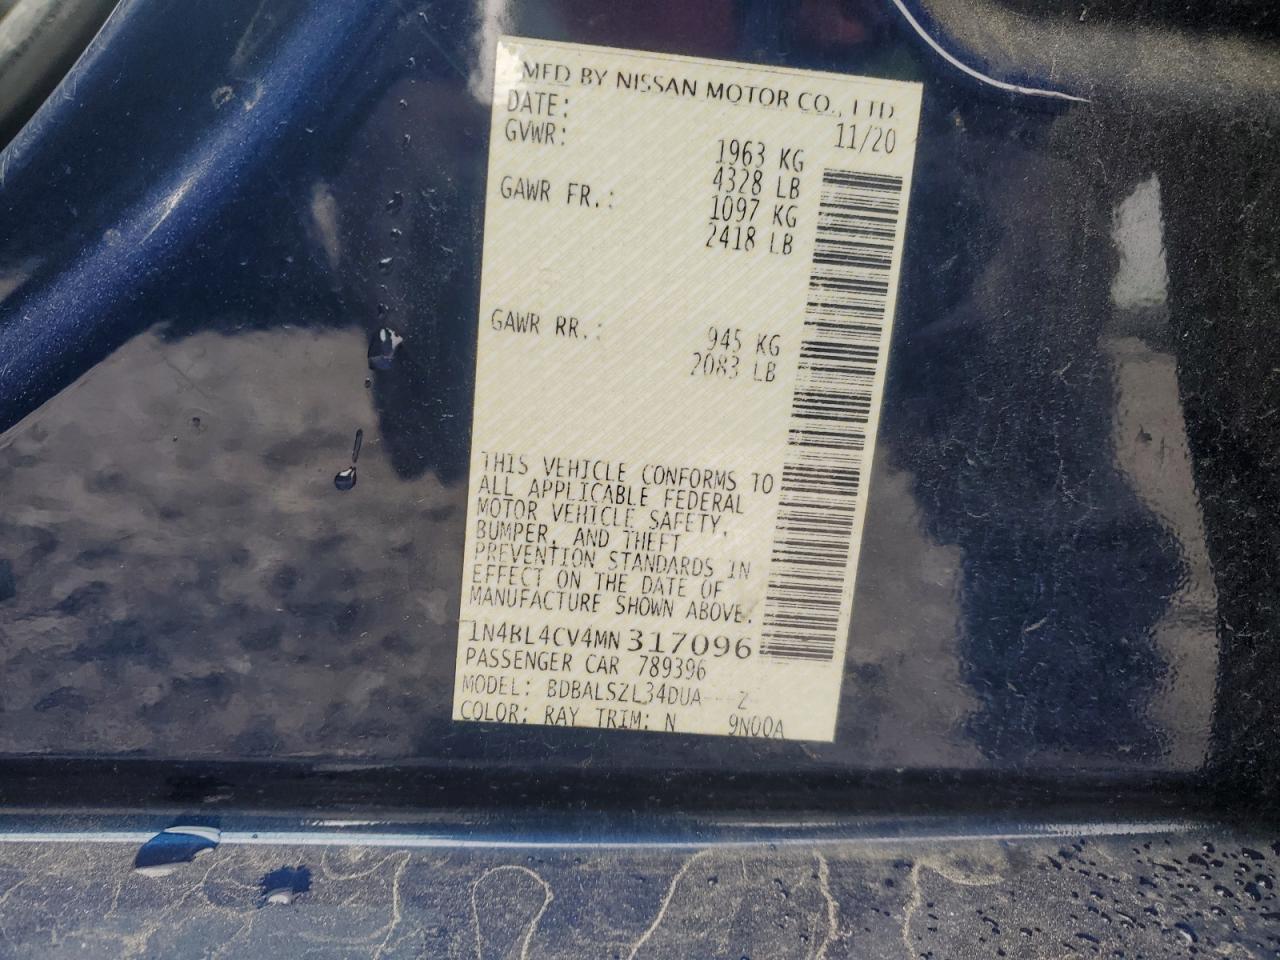 MFD BY NISSAN MOTOR CO., LTD
DATE: 11/20
GVWR: 1963 KG
4328 LB
GAWR FR.: 1097 KG
2418 LB
GAWR RR.: 945 KG
2083 LB
THIS VEHICLE CONFORMS TO
ALL APPLICABLE FEDERAL
MOTOR VEHICLE SAFETY,
BUMPER, AND THEFT
PREVENTION STANDARDS IN
EFFECT ON THE DATE OF
MANUFACTURE SHOWN ABOVE.
1N4BL4CV4MN317096
PASSENGER CAR 789396
MODEL: BDBALSZL34DUA---Z-
COLOR: RAY TRIM: N 9N00A